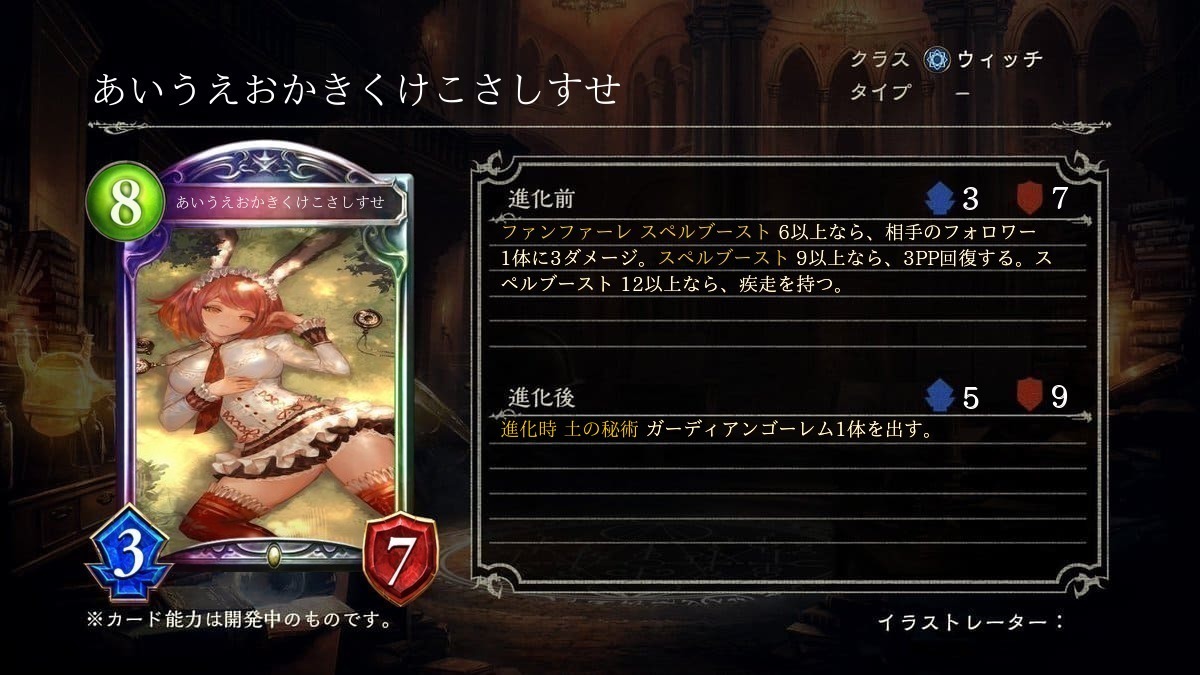 あいうえおかきくけこさしすせ
クラス ウィッチ
タイプ －
8
あいうえおかきくけこさしすせ
3
7
※カード能力は開発中のものです。
進化前 3 7
ファンファーレ スペルブースト 6以上なら、相手のフォロワー
1体に3ダメージ。スペルブースト 9以上なら、3PP回復する。ス
ペルブースト 12以上なら、疾走を持つ。
進化後 5 9
進化時 土の秘術 ガーディアンゴーレム1体を出す。
イラストレーター：